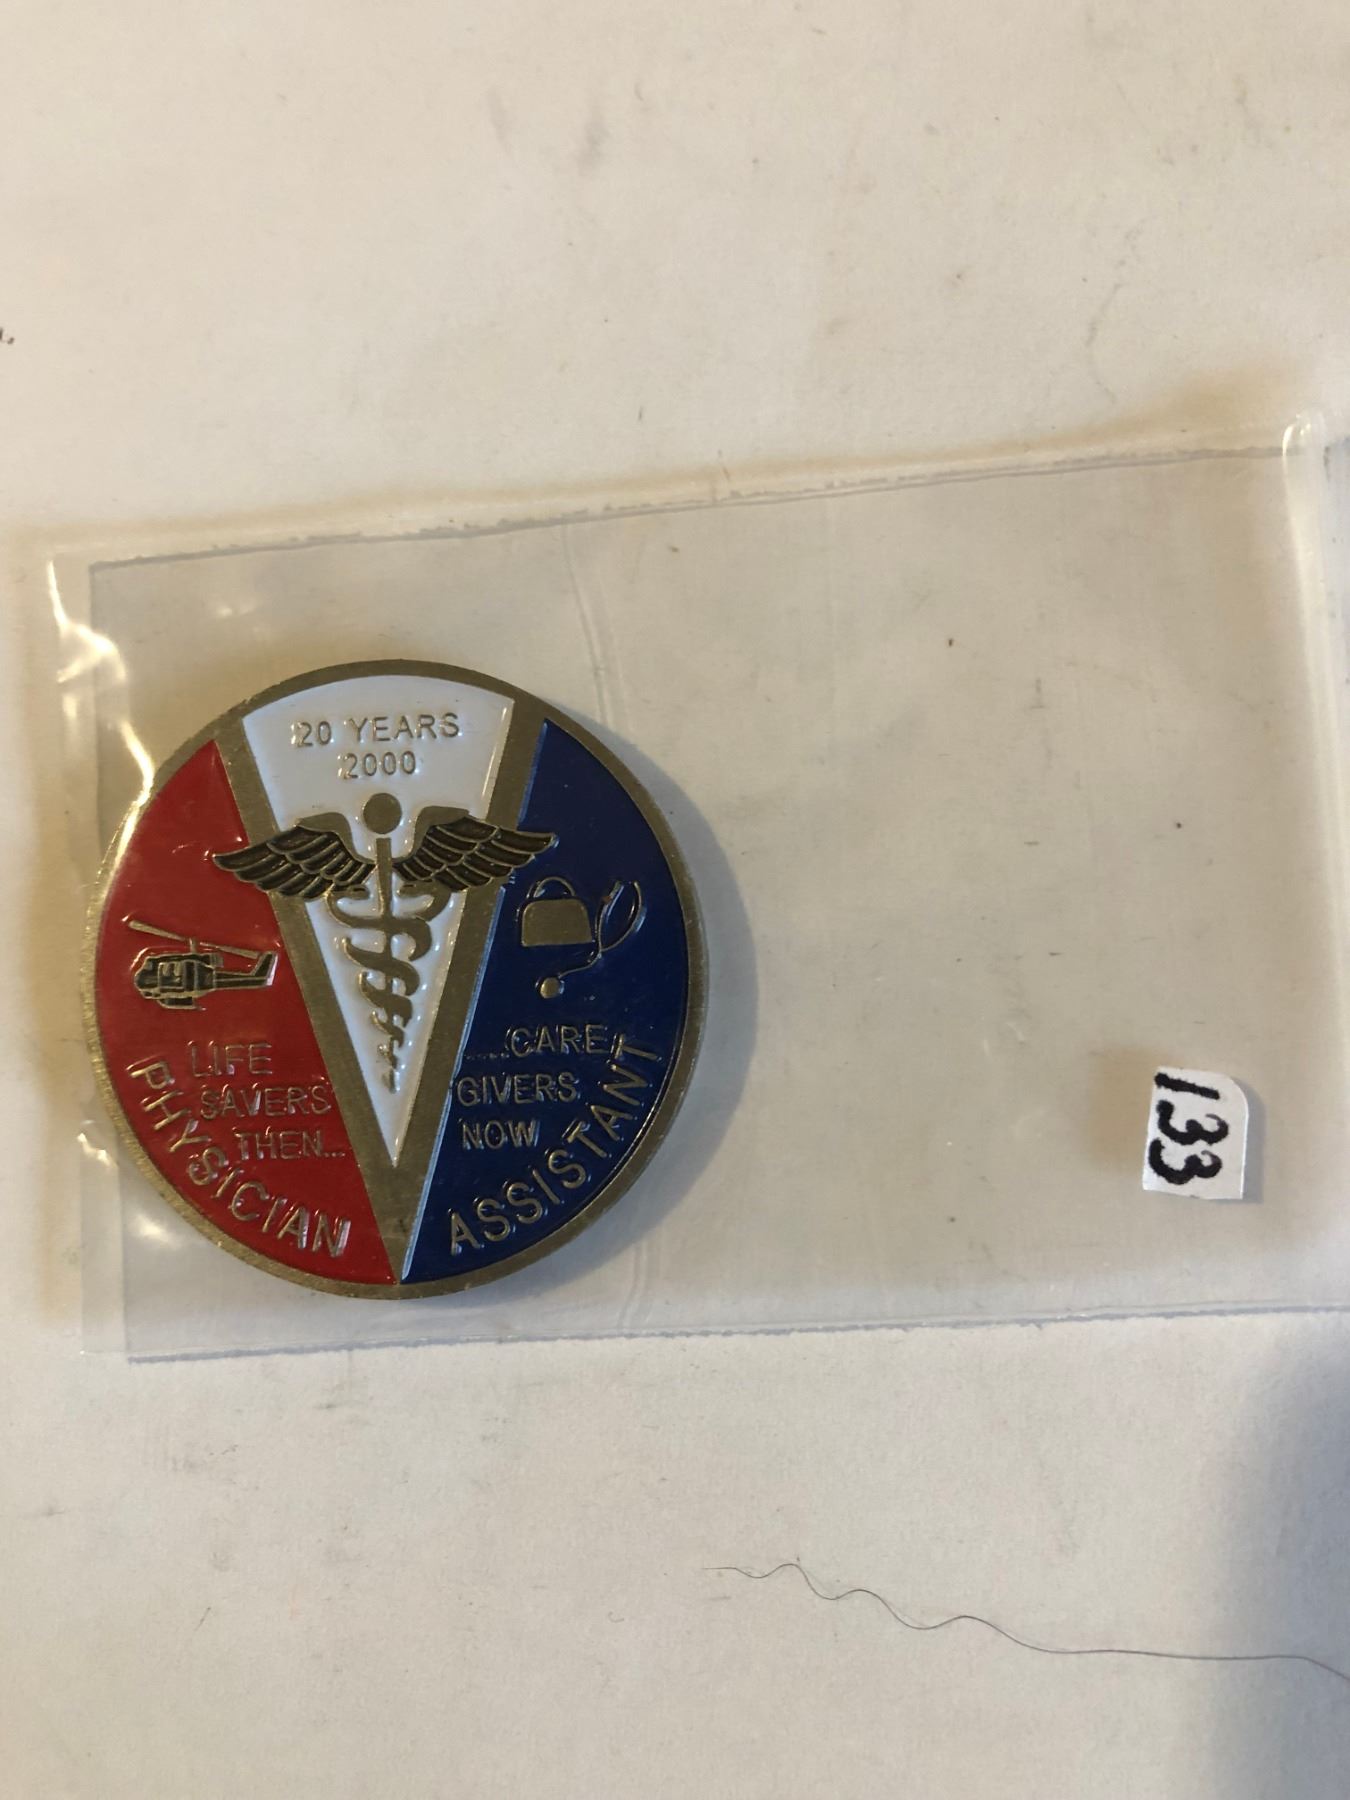 20 YEARS
2000
LIFE
SAVERS
THEN...
.....CARE
GIVERS
NOW
PHYSICIAN
ASSISTANT
133